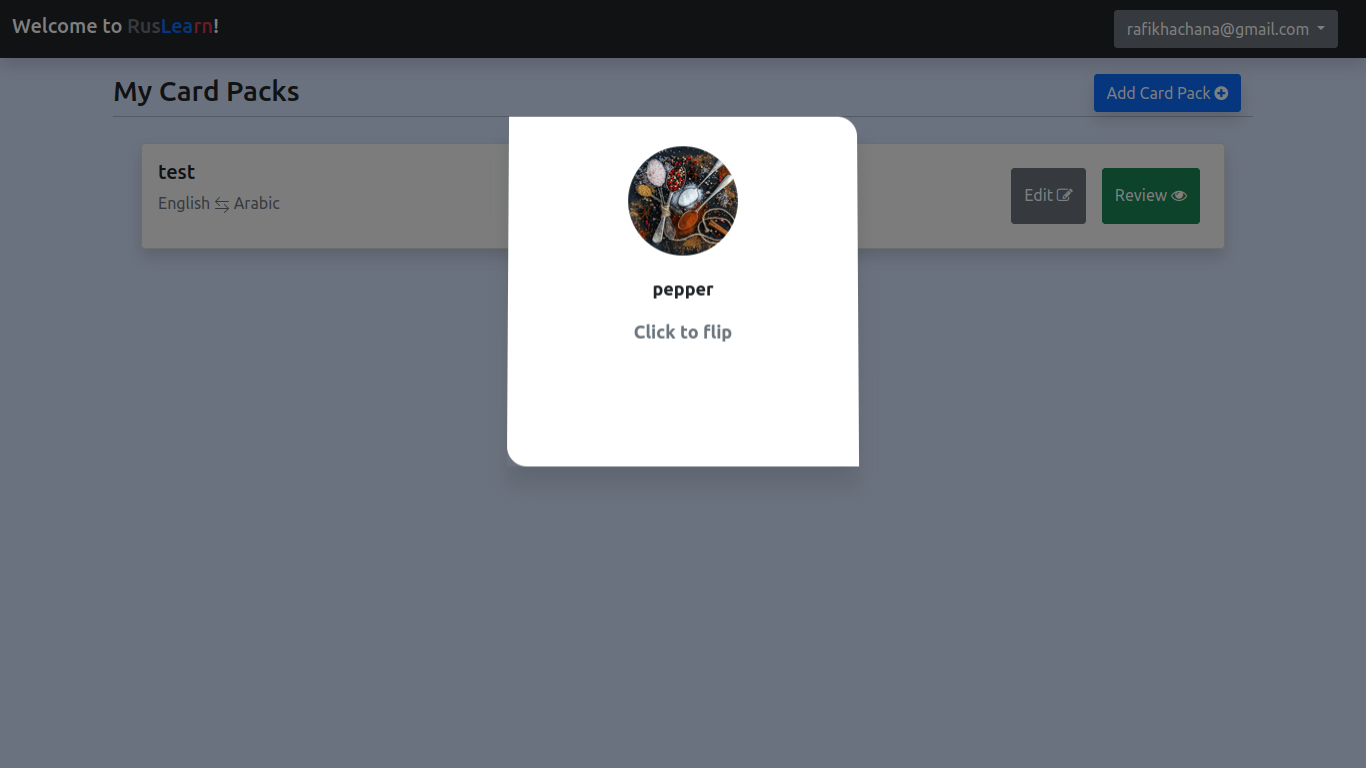 Welcome to RusLearn!
rafikhachana@gmail.com
My Card Packs
Add Card Pack
test
English ⇆ Arabic
Edit
Review
pepper
Click to flip